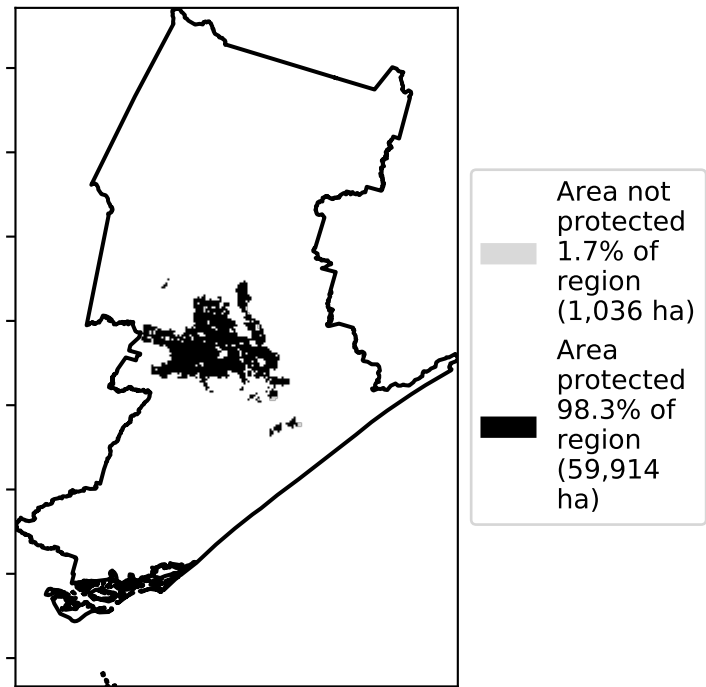 Area not
protected
1.7% of
region
(1,036 ha)
Area
protected
98.3% of
region
(59,914
ha)